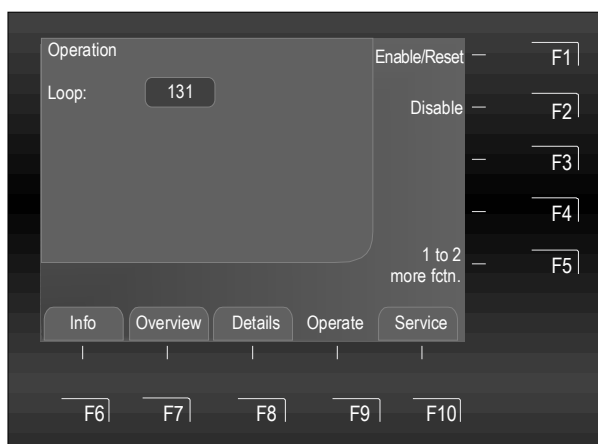 Operation
Enable/Reset
F1
Loop:
131
Disable
F2
F3
F4
1 to 2
more fctn.
F5
Info
Overview
Details
Operate
Service
F6
F7
F8
F9
F10